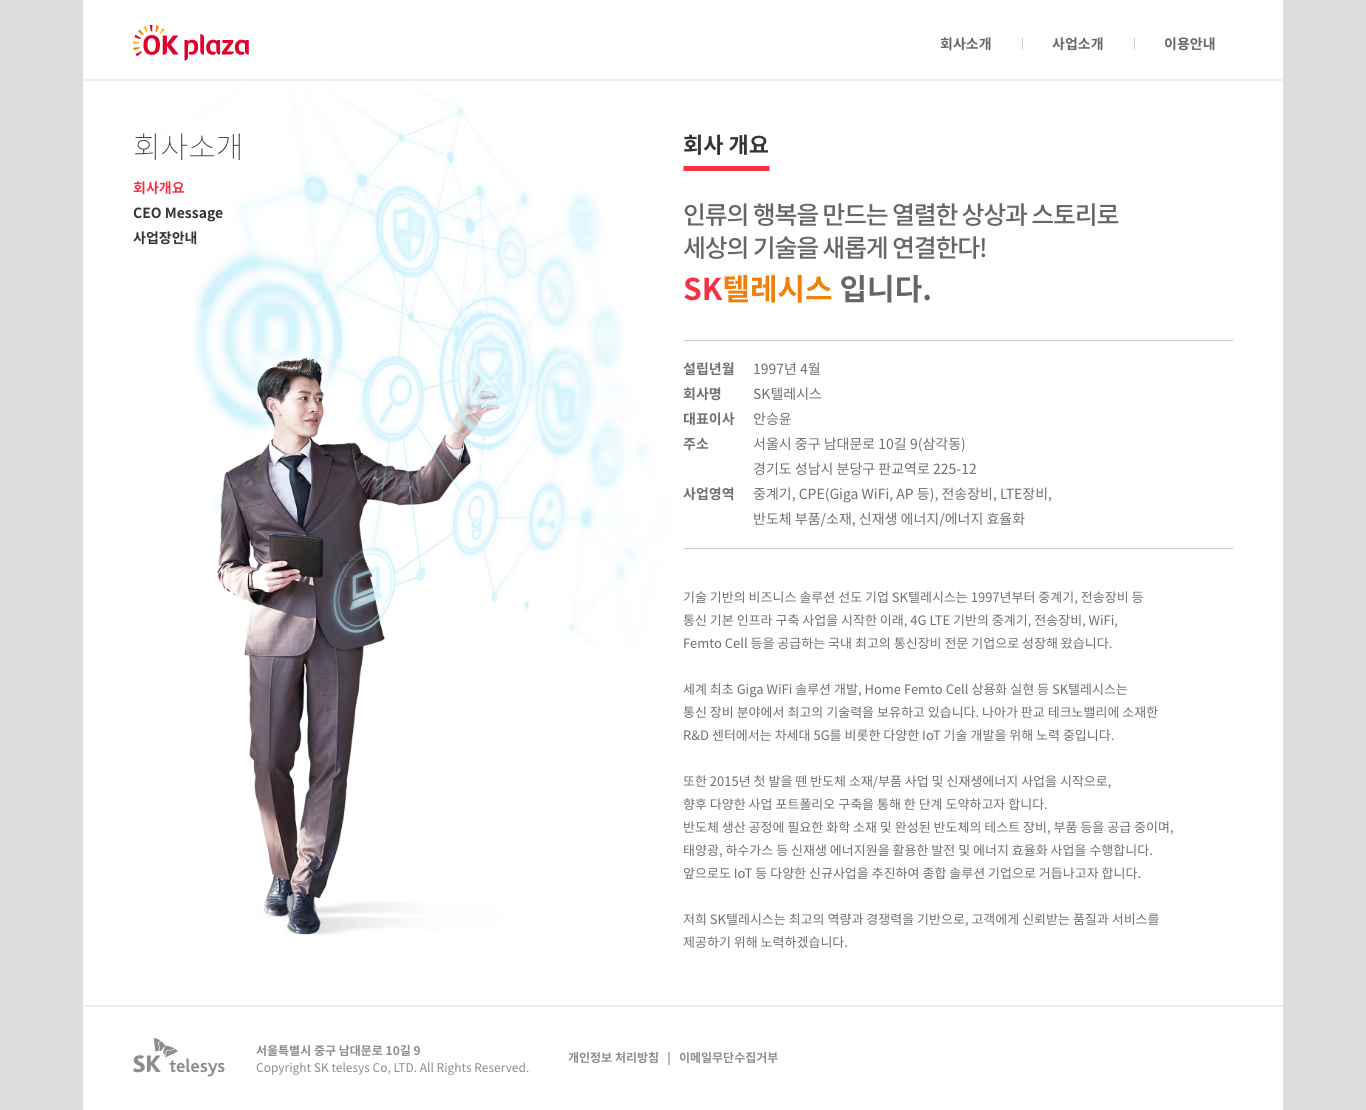 OK plaza
회사소개
사업소개
이용안내
회사소개
회사개요
CEO Message
사업장안내
회사 개요
인류의 행복을 만드는 열렬한 상상과 스토리로
세상의 기술을 새롭게 연결한다!
SK텔레시스 입니다.
설립년월 1997년 4월
회사명 SK텔레시스
대표이사 안승윤
주소 서울시 중구 남대문로 10길 9(삼각동)
경기도 성남시 분당구 판교역로 225-12
사업영역 중계기, CPE(Giga WiFi, AP 등), 전송장비, LTE장비,
반도체 부품/소재, 신재생 에너지/에너지 효율화
기술 기반의 비즈니스 솔루션 선도 기업 SK텔레시스는 1997년부터 중계기, 전송장비 등
통신 기본 인프라 구축 사업을 시작한 이래, 4G LTE 기반의 중계기, 전송장비, WiFi,
Femto Cell 등을 공급하는 국내 최고의 통신장비 전문 기업으로 성장해 왔습니다.
세계 최초 Giga WiFi 솔루션 개발, Home Femto Cell 상용화 실현 등 SK텔레시스는
통신 장비 분야에서 최고의 기술력을 보유하고 있습니다. 나아가 판교 테크노밸리에 소재한
R&D 센터에서는 차세대 5G를 비롯한 다양한 IoT 기술 개발을 위해 노력 중입니다.
또한 2015년 첫 발을 뗀 반도체 소재/부품 사업 및 신재생에너지 사업을 시작으로,
향후 다양한 사업 포트폴리오 구축을 통해 한 단계 도약하고자 합니다.
반도체 생산 공정에 필요한 화학 소재 및 완성된 반도체의 테스트 장비, 부품 등을 공급 중이며,
태양광, 하수가스 등 신재생 에너지원을 활용한 발전 및 에너지 효율화 사업을 수행합니다.
앞으로도 IoT 등 다양한 신규사업을 추진하여 종합 솔루션 기업으로 거듭나고자 합니다.
저희 SK텔레시스는 최고의 역량과 경쟁력을 기반으로, 고객에게 신뢰받는 품질과 서비스를
제공하기 위해 노력하겠습니다.
SK telesys
서울특별시 중구 남대문로 10길 9
Copyright SK telesys Co, LTD. All Rights Reserved.
개인정보 처리방침 | 이메일무단수집거부